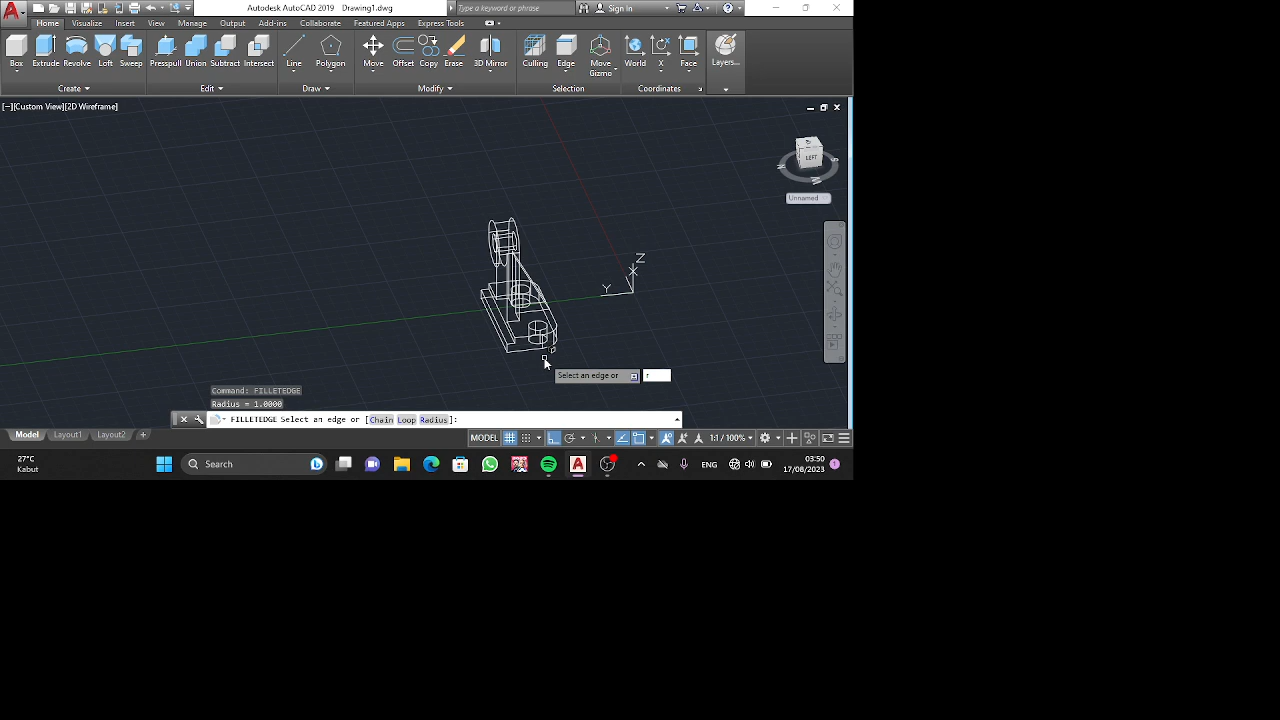 Autodesk AutoCAD 2019 Drawing1.dwg
Type a keyword or phrase
Sign In
Home Visualize Insert View Manage Output Add-ins Collaborate Featured Apps Express Tools
Box Extrude Revolve Loft Sweep Presspull Union Subtract Intersect Line Polygon Move Offset Copy Erase 3D Mirror Culling Edge Move Gizmo World X Face Layers...
Create Edit Draw Modify Selection Coordinates
[−][Custom View][2D Wireframe]
LEFT
N S W
Unnamed
Z
X
Y
Select an edge or r
Command: FILLETEDGE
Radius = 1.0000
FILLETEDGE Select an edge or [Chain Loop Radius]:
Model Layout1 Layout2 +
MODEL 1:1 / 100%
27°C
Kabut
Search
ENG
03:50
17/08/2023
1